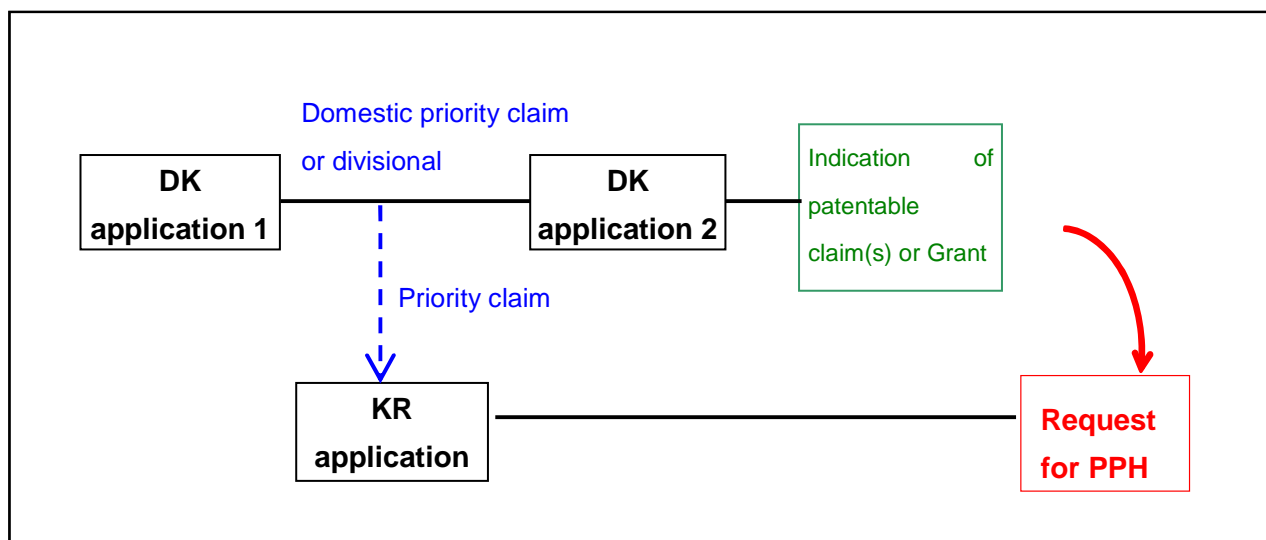 Domestic priority claim
or divisional
DK
application 1
DK
application 2
Indication of
patentable
claim(s) or Grant
Priority claim
KR
application
Request
for PPH